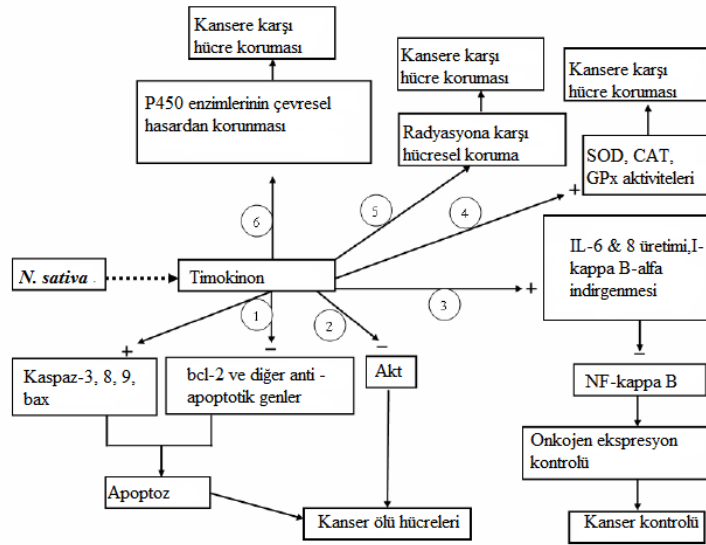 Kansere karşı
hücre koruması
P450 enzimlerinin çevresel
hasardan korunması
Kansere karşı
hücre koruması
Radyasyona karşı
hücresel koruma
Kansere karşı
hücre koruması
SOD, CAT,
GPx aktiviteleri
6
5
4
+
N. sativa .
Timokinon
3
+
IL-6 & 8 üretimi,I-
kappa B-alfa
indirgenmesi
1
2
+
–
–
–
Kaspaz-3, 8, 9,
bax
bcl-2 ve diğer anti -
apoptotik genler
Akt
NF-kappa B
Onkojen ekspresyon
kontrolü
Apoptoz
Kanser ölü hücreleri
Kanser kontrolü